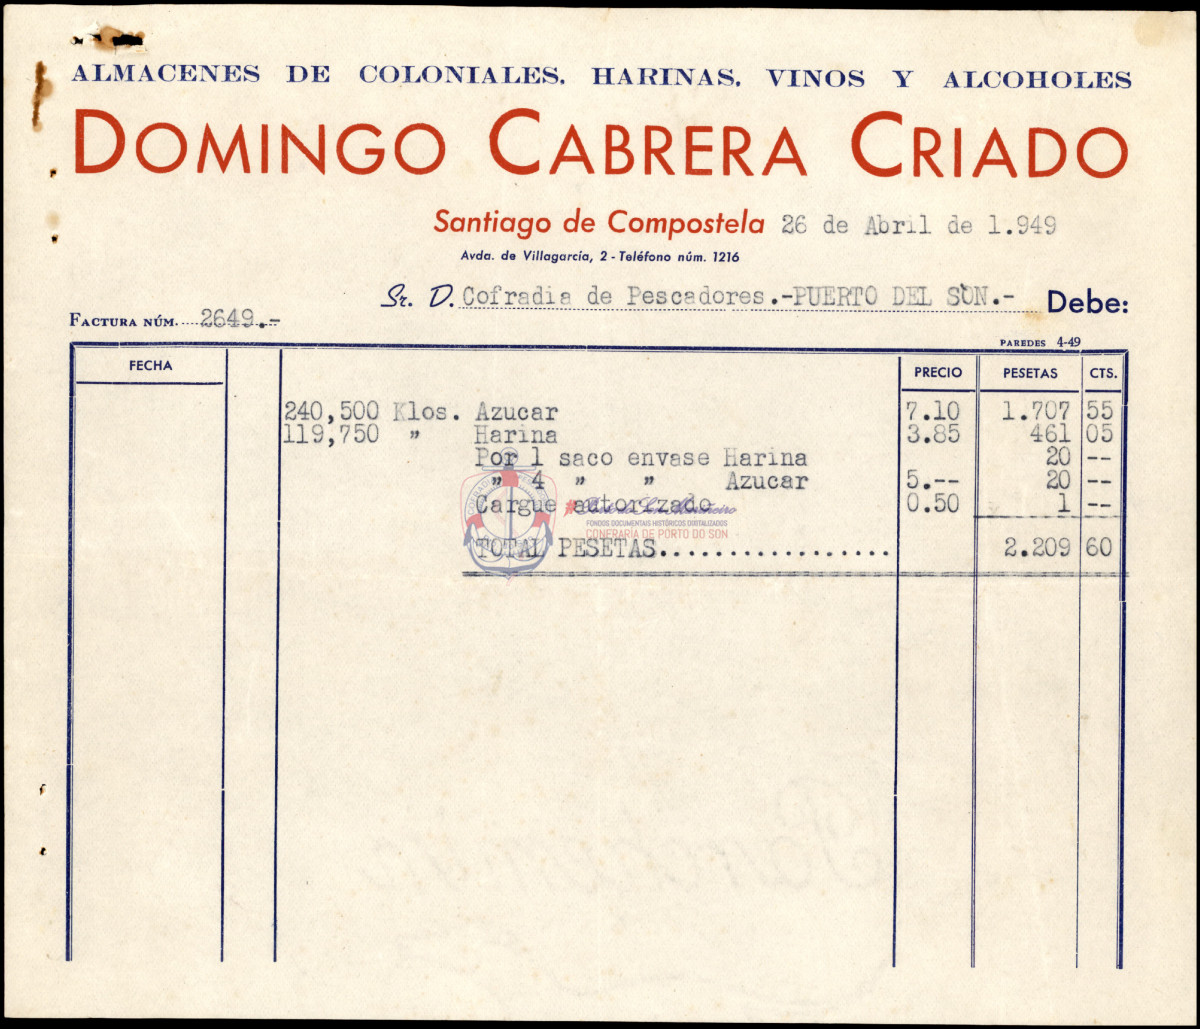 ALMACENES DE COLONIALES, HARINAS, VINOS Y ALCOHOLES
DOMINGO CABRERA CRIADO
Santiago de Compostela 26 de Abril de 1.949
Avda. de Villagarcía, 2 - Teléfono núm. 1216
Sr. D. Cofradia de Pescadores.-PUERTO DEL SON.- Debe:
FACTURA NÚM. 2649.-
PAREDES 4-49
FECHA PRECIO PESETAS CTS.
240,500 Klos. Azucar 7.10 1.707 55
119,750 " Harina 3.85 461 05
Por 1 saco envase Harina 20 --
" 4 " " Azucar 5.-- 20 --
Cargue autorzado 0.50 1 --
FONDOS DOCUMENTAIS HISTÓRICOS DIXITALIZADOS
CONFRARÍA DE PORTO DO SON
TOTAL PESETAS.................. 2.209 60